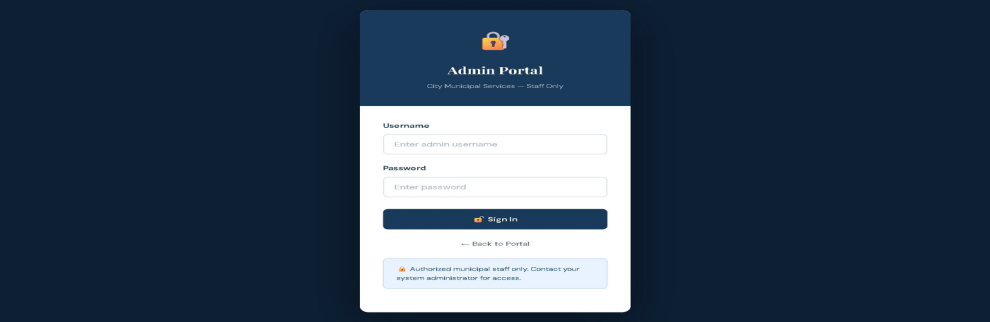 Admin Portal
City Municipal Services — Staff Only
Username
Enter admin username
Password
Enter password
Sign In
← Back to Portal
Authorized municipal staff only. Contact your
system administrator for access.